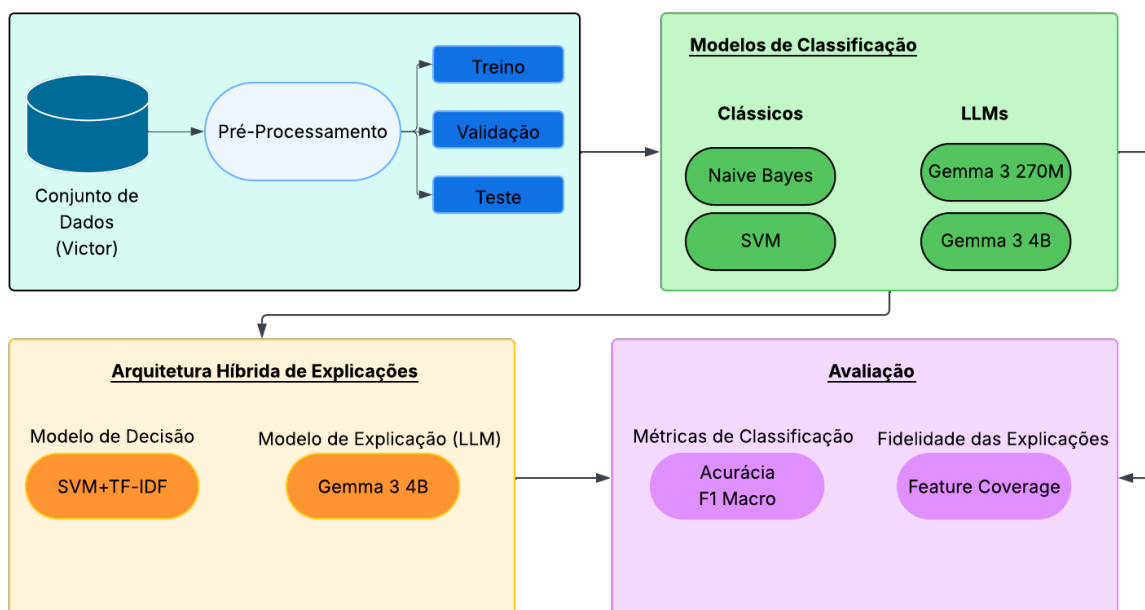 Conjunto de
Dados
(Victor)
Pré-Processamento
Treino
Validação
Teste
Modelos de Classificação
Clássicos
Naive Bayes
SVM
LLMs
Gemma 3 270M
Gemma 3 4B
Arquitetura Híbrida de Explicações
Modelo de Decisão
SVM+TF-IDF
Modelo de Explicação (LLM)
Gemma 3 4B
Avaliação
Métricas de Classificação
Acurácia
F1 Macro
Fidelidade das Explicações
Feature Coverage